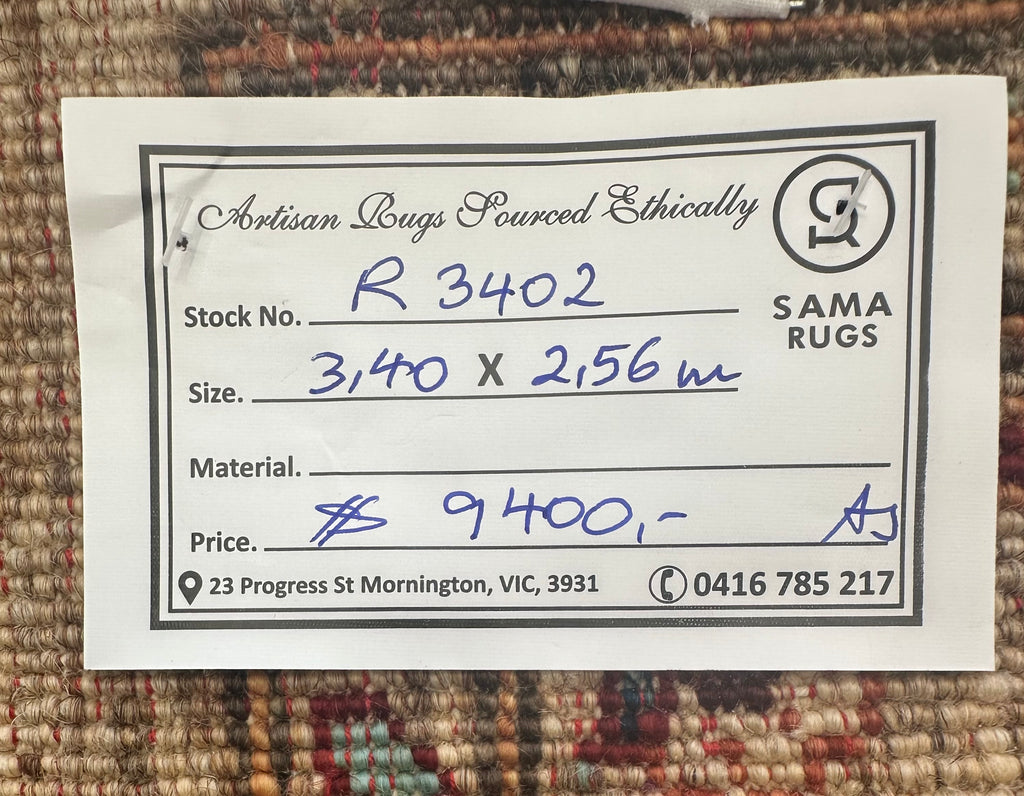 Artisan Rugs Sourced Ethically
SAMA
RUGS
Stock No. R 3402
Size. 3,40 X 2,56 m
Material.
Price. $ 9400,- AJ
23 Progress St Mornington, VIC, 3931
0416 785 217